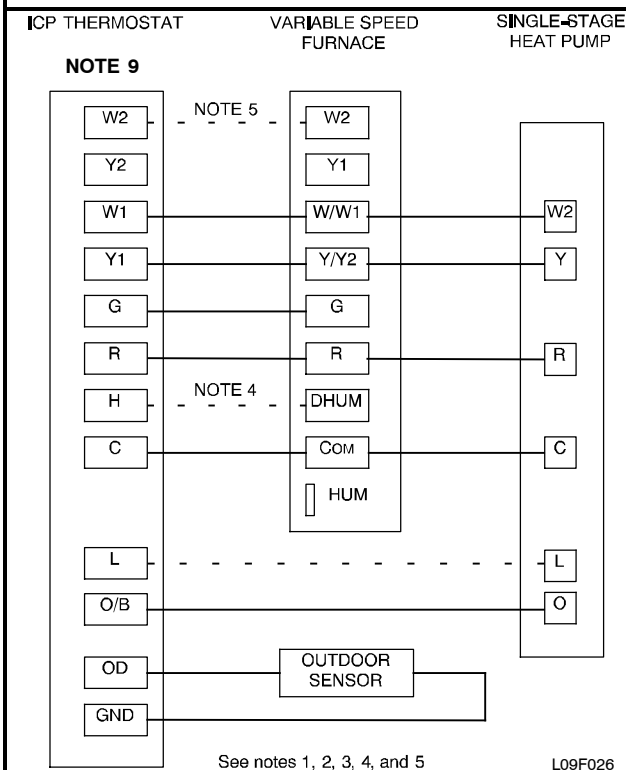 ICP THERMOSTAT VARIABLE SPEED SINGLE-STAGE
FURNACE HEAT PUMP
NOTE 9
W2 NOTE 5 W2
Y2 Y1
W1 W/W1 W2
Y1 Y/Y2 Y
G G
R R R
H NOTE 4 DHUM
C COM C
HUM
L L
O/B O
OD OUTDOOR
SENSOR
GND
See notes 1, 2, 3, 4, and 5 L09F026